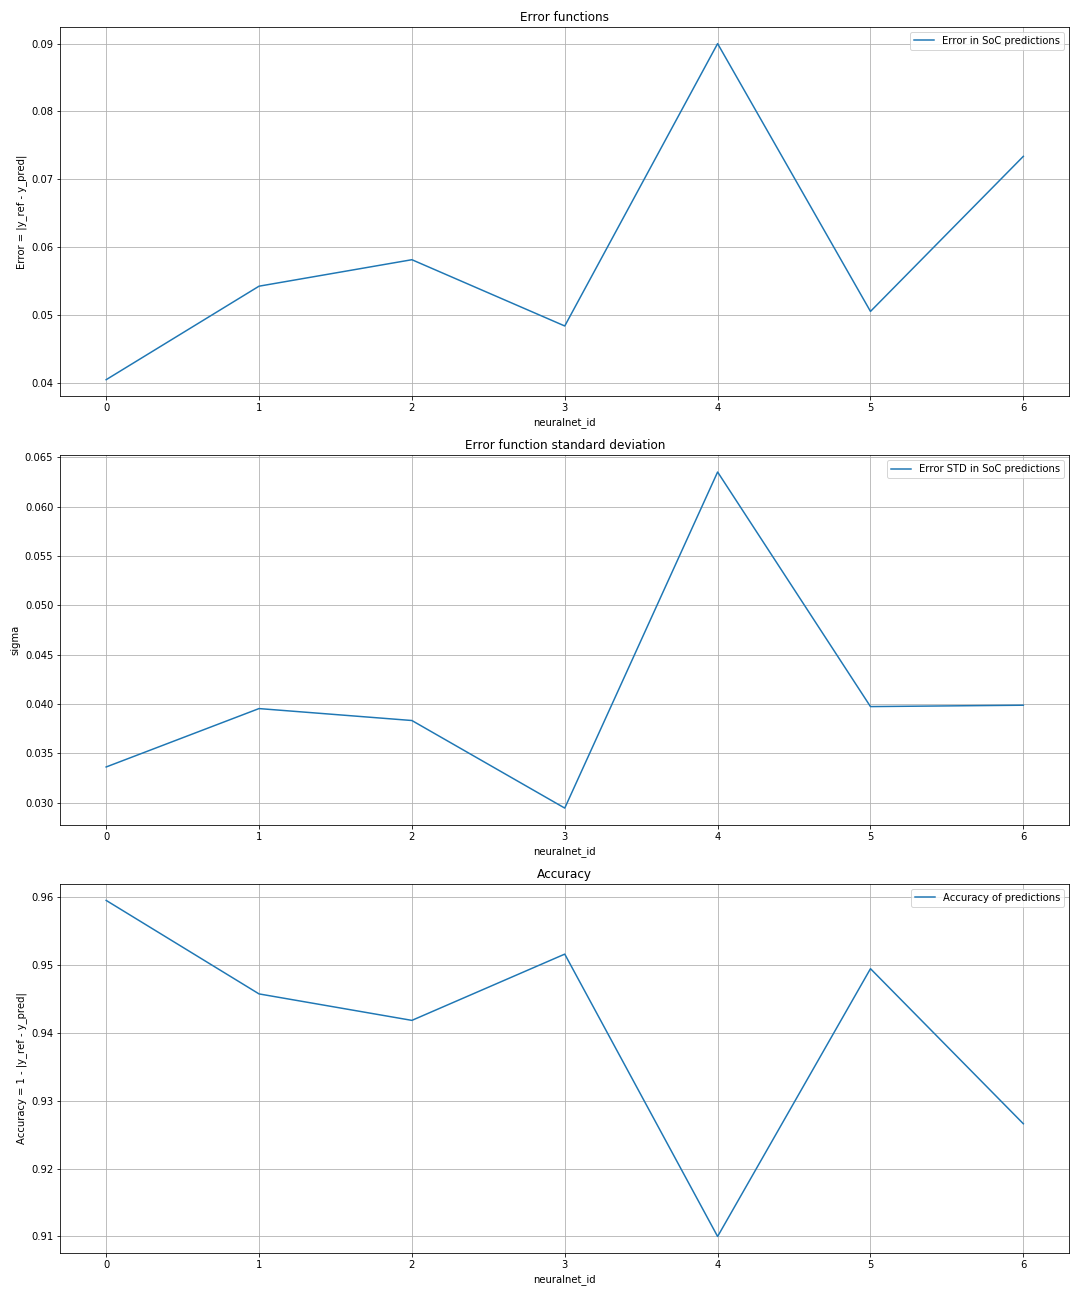 Error functions
Error in SoC predictions
0.09
0.08
0.07
0.06
0.05
0.04
Error = |y_ref - y_pred|
0 1 2 3 4 5 6
neuralnet_id
Error function standard deviation
Error STD in SoC predictions
0.065
0.060
0.055
0.050
0.045
0.040
0.035
0.030
sigma
0 1 2 3 4 5 6
neuralnet_id
Accuracy
Accuracy of predictions
0.96
0.95
0.94
0.93
0.92
0.91
Accuracy = 1 - |y_ref - y_pred|
0 1 2 3 4 5 6
neuralnet_id